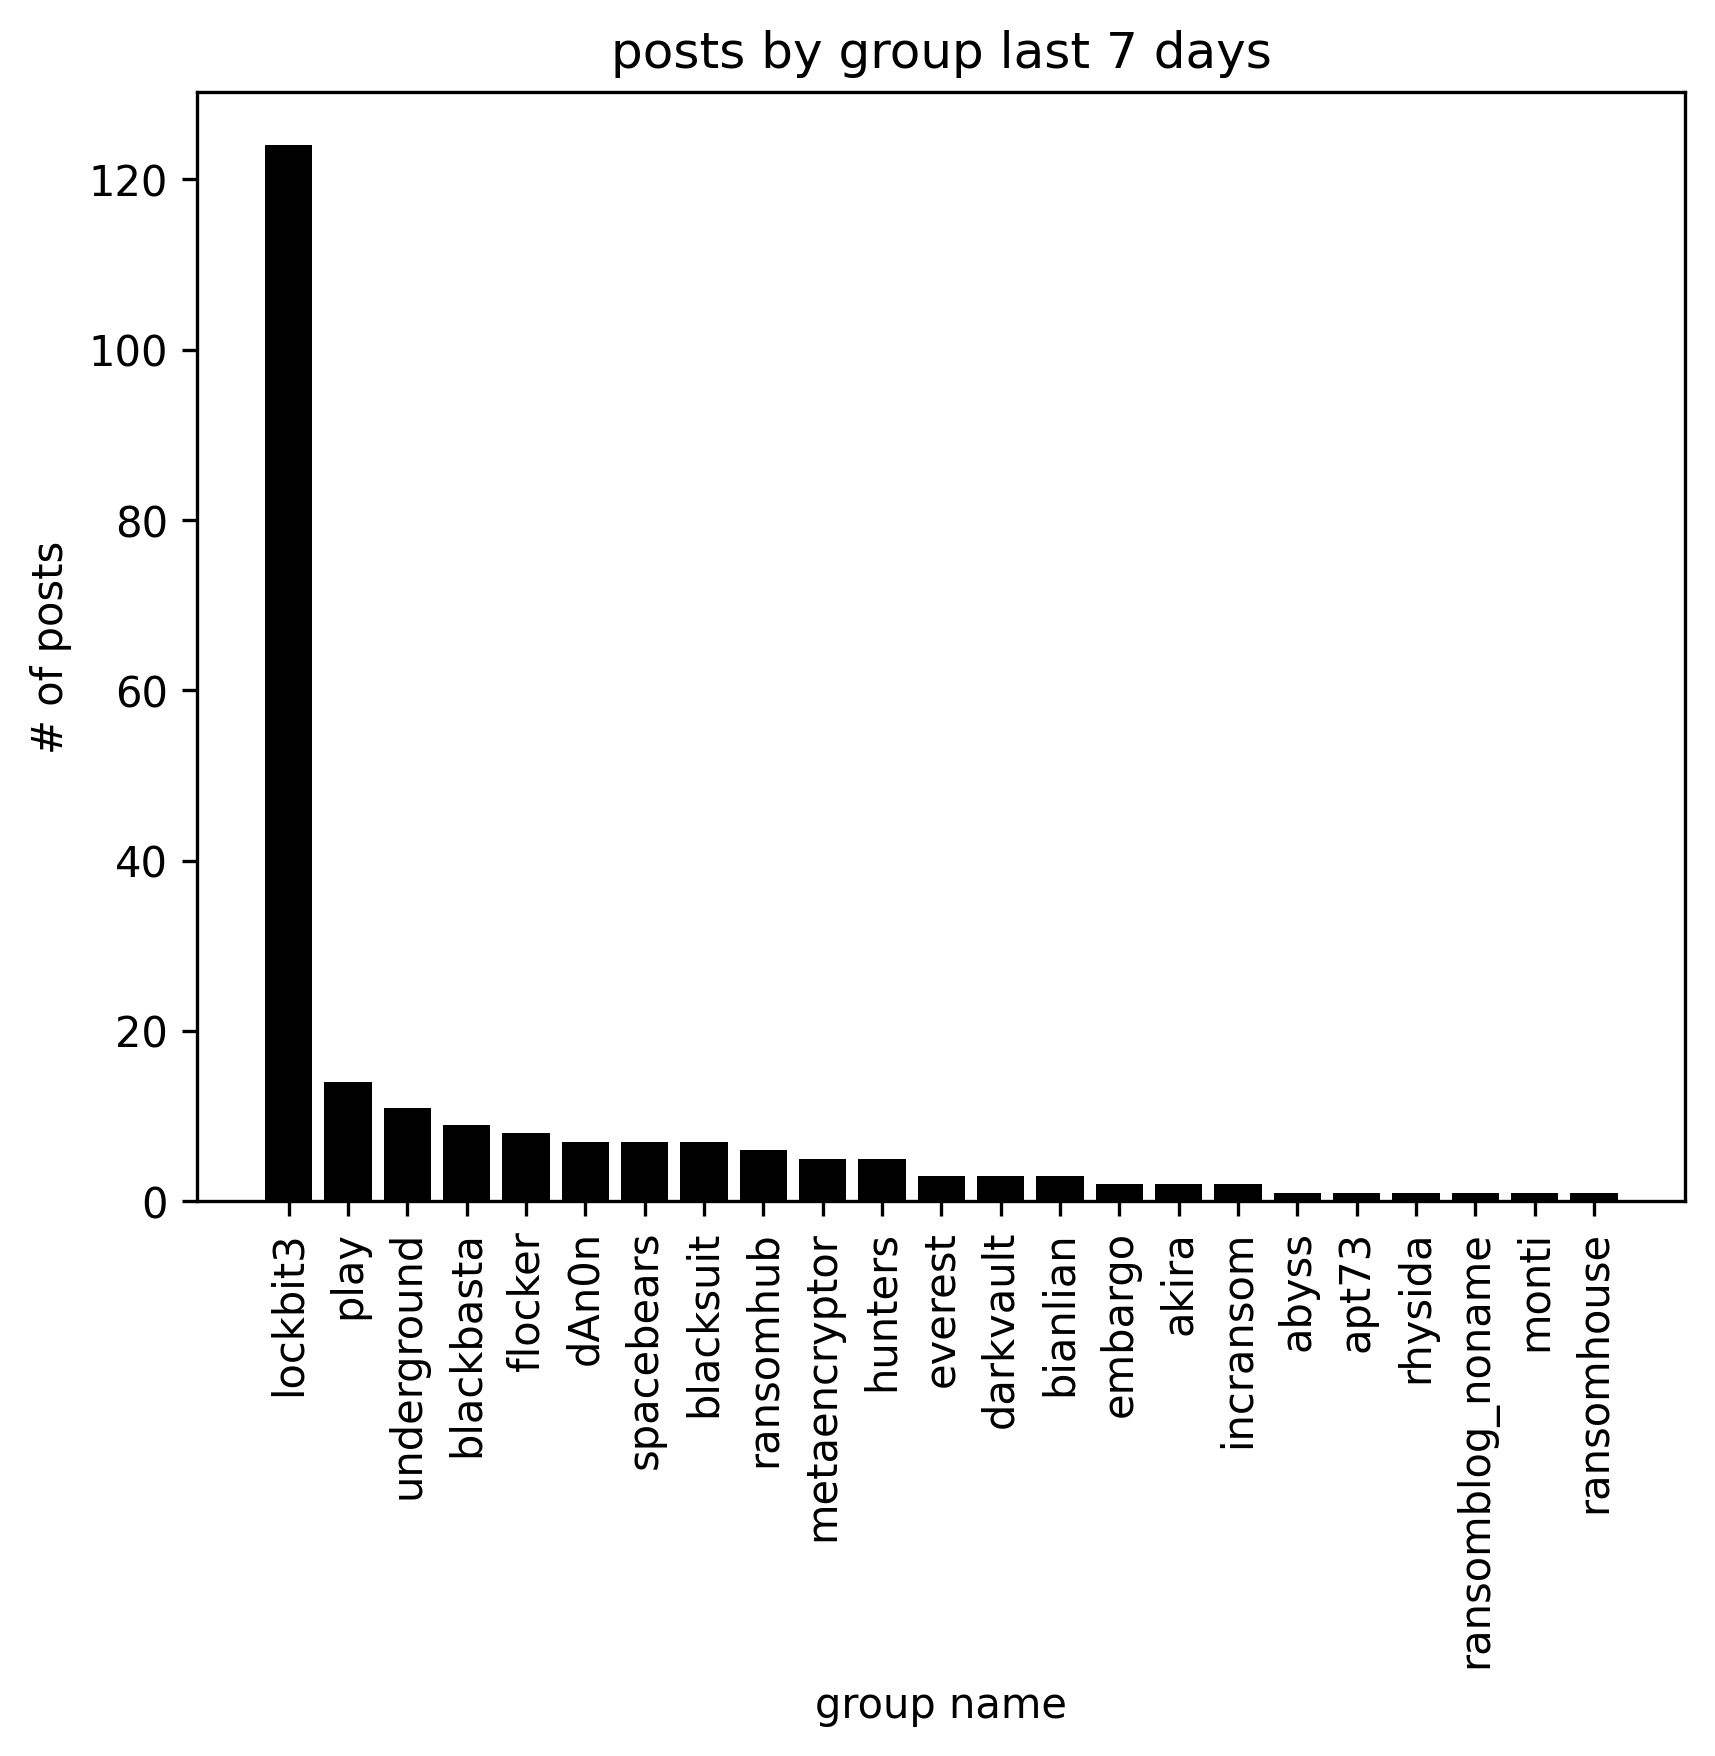 posts by group last 7 days
# of posts
120
100
80
60
40
20
0
lockbit3
play
underground
blackbasta
flocker
dAn0n
spacebears
blacksuit
ransomhub
metaencryptor
hunters
everest
darkvault
bianlian
embargo
akira
incransom
abyss
apt73
rhysida
ransomblog_noname
monti
ransomhouse
group name